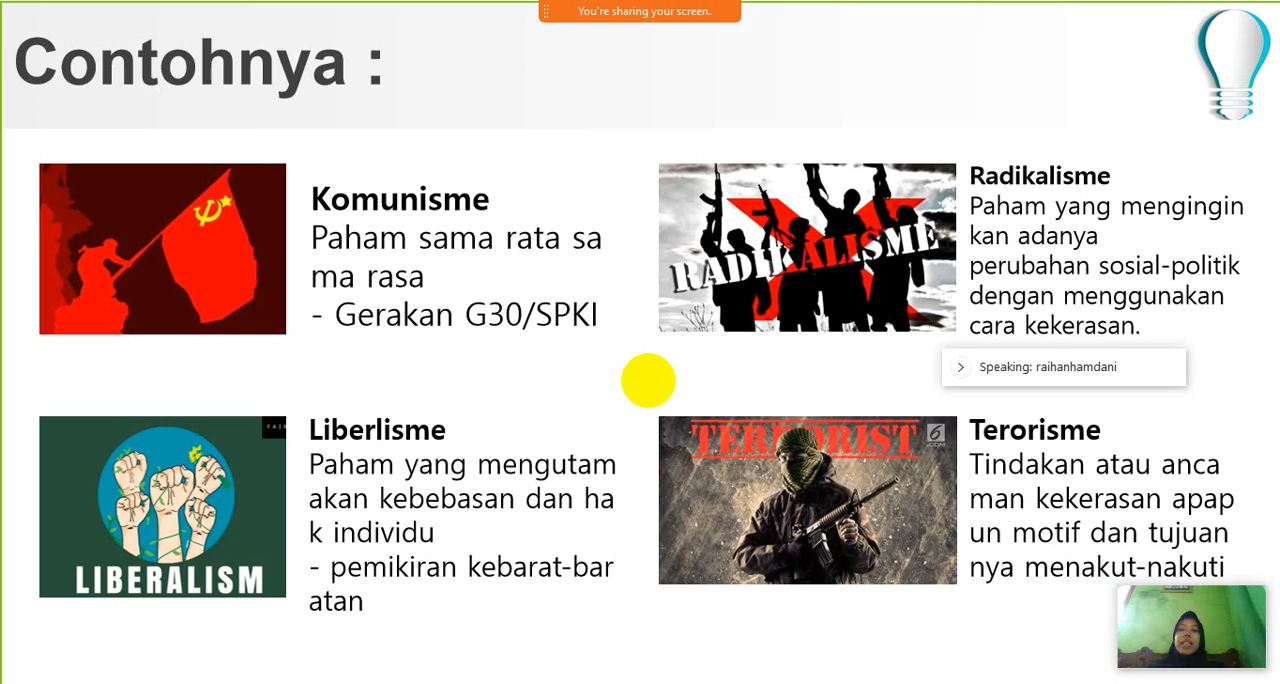 You're sharing your screen.
Contohnya :
Komunisme
Paham sama rata sa
ma rasa
- Gerakan G30/SPKI
RADIKALISME
Radikalisme
Paham yang mengingin
kan adanya
perubahan sosial-politik
dengan menggunakan
cara kekerasan.
Speaking: raihanhamdani
FAIR
LIBERALISM
Liberlisme
Paham yang mengutam
akan kebebasan dan ha
k individu
- pemikiran kebarat-bar
atan
TERRORIST
6
.COM
Terorisme
Tindakan atau anca
man kekerasan apap
un motif dan tujuan
nya menakut-nakuti